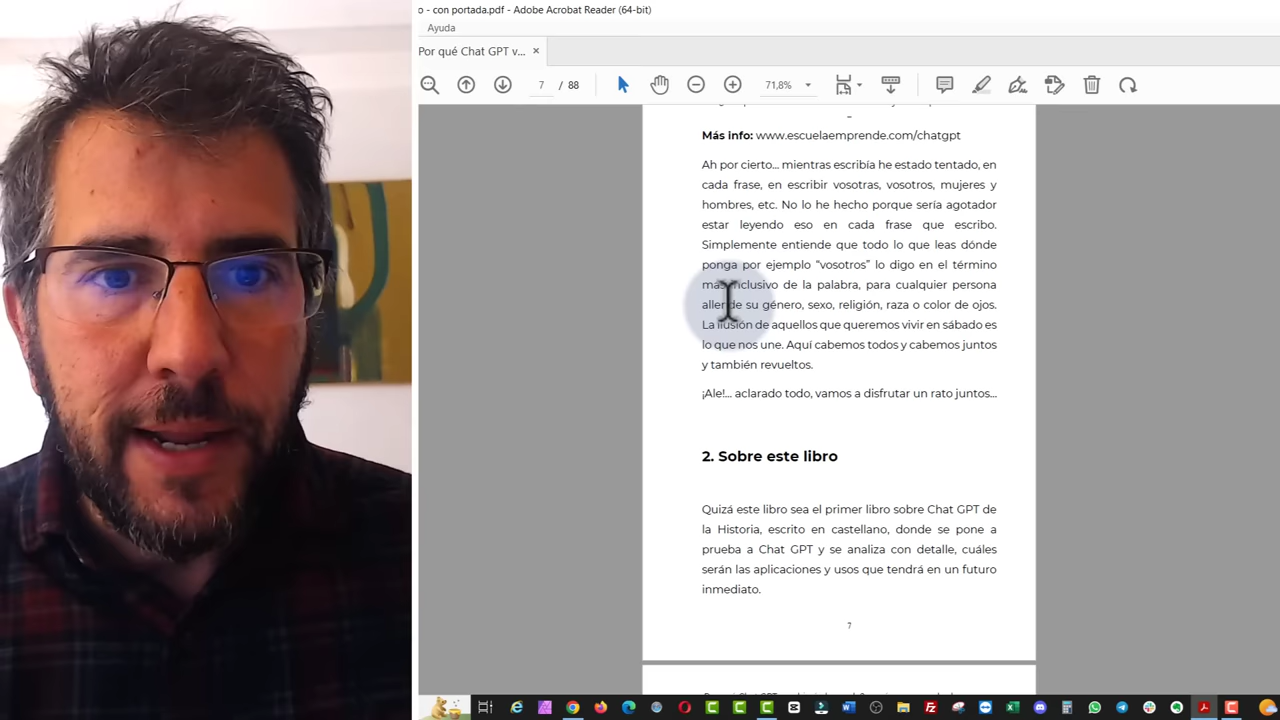 o - con portada.pdf - Adobe Acrobat Reader (64-bit)
Ayuda
Por qué Chat GPT v... ×
7 / 88 71,8%
Más info: www.escuelaemprende.com/chatgpt
Ah por cierto... mientras escribía he estado tentado, en
cada frase, en escribir vosotras, vosotros, mujeres y
hombres, etc. No lo he hecho porque sería agotador
estar leyendo eso en cada frase que escribo.
Simplemente entiende que todo lo que leas dónde
ponga por ejemplo “vosotros” lo digo en el término
mas inclusivo de la palabra, para cualquier persona
de su género, sexo, religión, raza o color de ojos.
La ilusión de aquellos que queremos vivir en sábado es
lo que nos une. Aquí cabemos todos y cabemos juntos
y también revueltos.
¡Ale!... aclarado todo, vamos a disfrutar un rato juntos...
2. Sobre este libro
Quizá este libro sea el primer libro sobre Chat GPT de
la Historia, escrito en castellano, donde se pone a
prueba a Chat GPT y se analiza con detalle, cuáles
serán las aplicaciones y usos que tendrá en un futuro
inmediato.
7